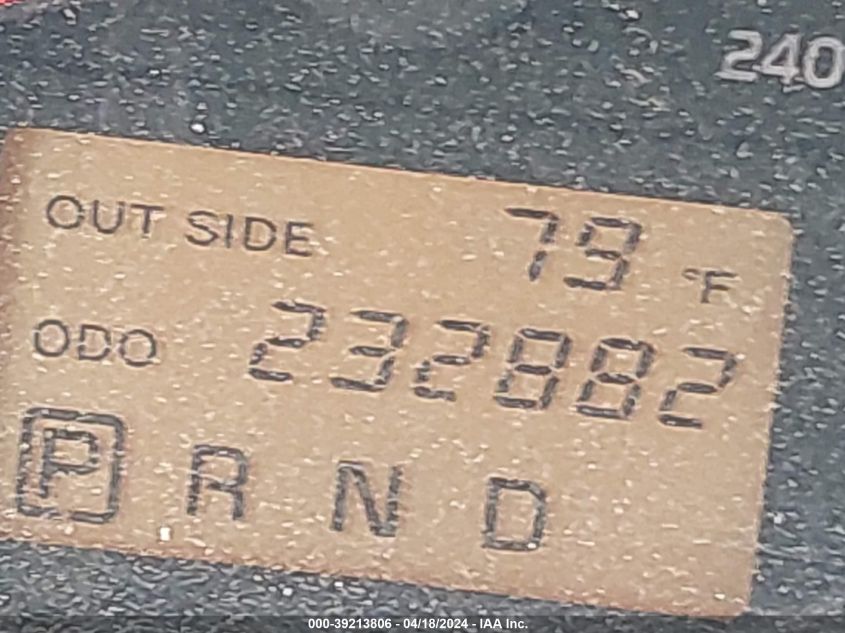 240
OUT SIDE 79 °F
ODO 232882
P R N D
000-39213806 - 04/18/2024 - IAA Inc.